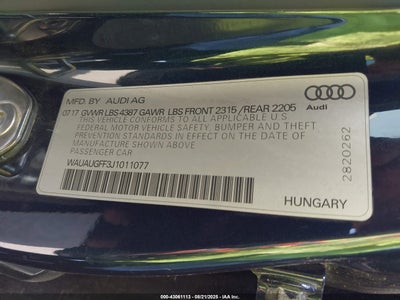 MFD. BY AUDI AG
07 17 GVWR LBS 4387 GAWR LBS FRONT 2315 / REAR 2205
THIS VEHICLE CONFORMS TO ALL APPLICABLE U.S.
FEDERAL MOTOR VEHICLE SAFETY, BUMPER AND THEFT
PREVENTION STANDARDS IN EFFECT ON THE DATE OF
MANUFACTURE SHOWN ABOVE.
PASSENGER CAR
WAUAUGFF3J1011077
Audi
2820262
HUNGARY
000-43061113 - 08/21/2025 - IAAI.COM